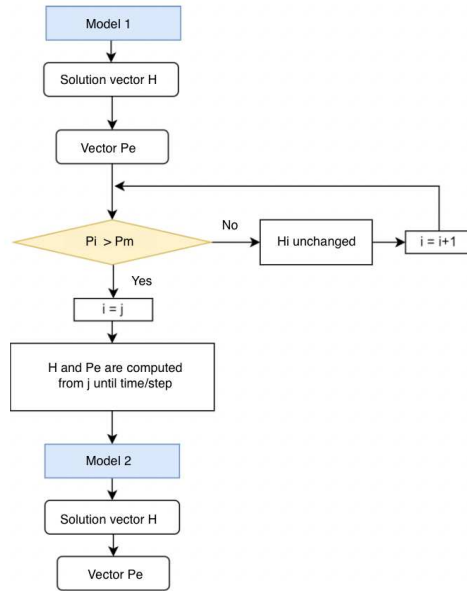 Model 1
Solution vector H
Vector Pe
Pi > Pm
No
Hi unchanged
i = i+1
Yes
i = j
H and Pe are computed
from j until time/step
Model 2
Solution vector H
Vector Pe